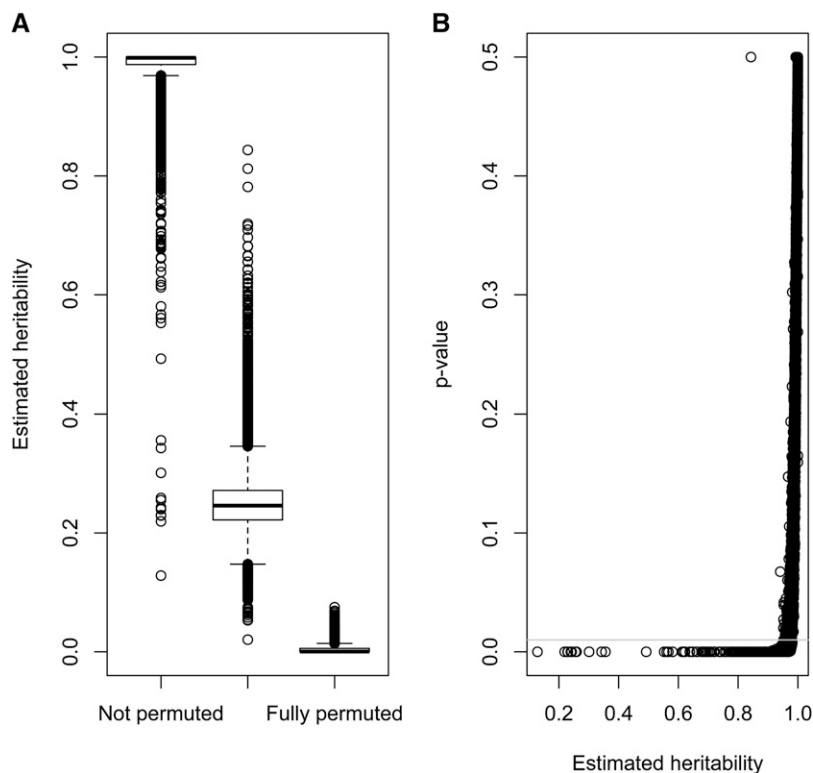 A
B
Estimated heritability
1.0
0.8
0.6
0.4
0.2
0.0
Not permuted
Fully permuted
p-value
0.5
0.4
0.3
0.2
0.1
0.0
0.2
0.4
0.6
0.8
1.0
Estimated heritability